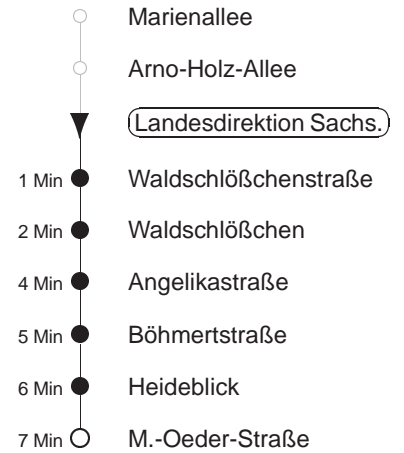 Marienallee
Arno-Holz-Allee
Landesdirektion Sachs.
1 Min Waldschlößchenstraße
2 Min Waldschlößchen
4 Min Angelikastraße
5 Min Böhmertstraße
6 Min Heideblick
7 Min M.-Oeder-Straße